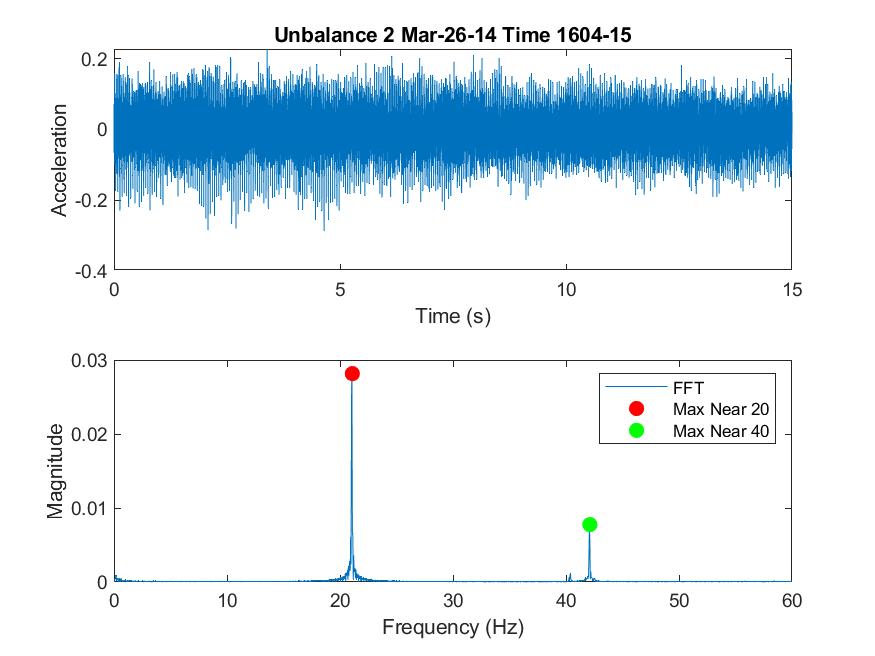 Unbalance 2 Mar-26-14 Time 1604-15
0.2
0
-0.2
-0.4
Acceleration
0 5 10 15
Time (s)
0.03
0.02
0.01
0
Magnitude
FFT
Max Near 20
Max Near 40
0 10 20 30 40 50 60
Frequency (Hz)